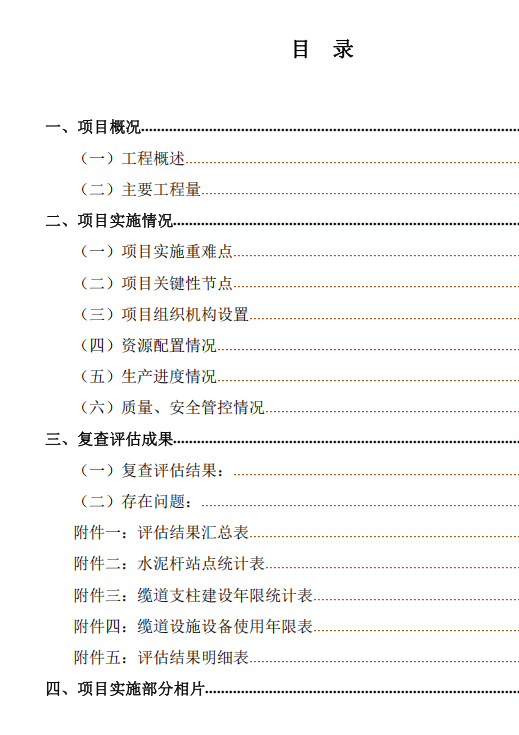 目 录
一、项目概况
（一）工程概述
（二）主要工程量
二、项目实施情况
（一）项目实施重难点
（二）项目关键性节点
（三）项目组织机构设置
（四）资源配置情况
（五）生产进度情况
（六）质量、安全管控情况
三、复查评估成果
（一）复查评估结果：
（二）存在问题：
附件一：评估结果汇总表
附件二：水泥杆站点统计表
附件三：缆道支柱建设年限统计表
附件四：缆道设施设备使用年限表
附件五：评估结果明细表
四、项目实施部分相片